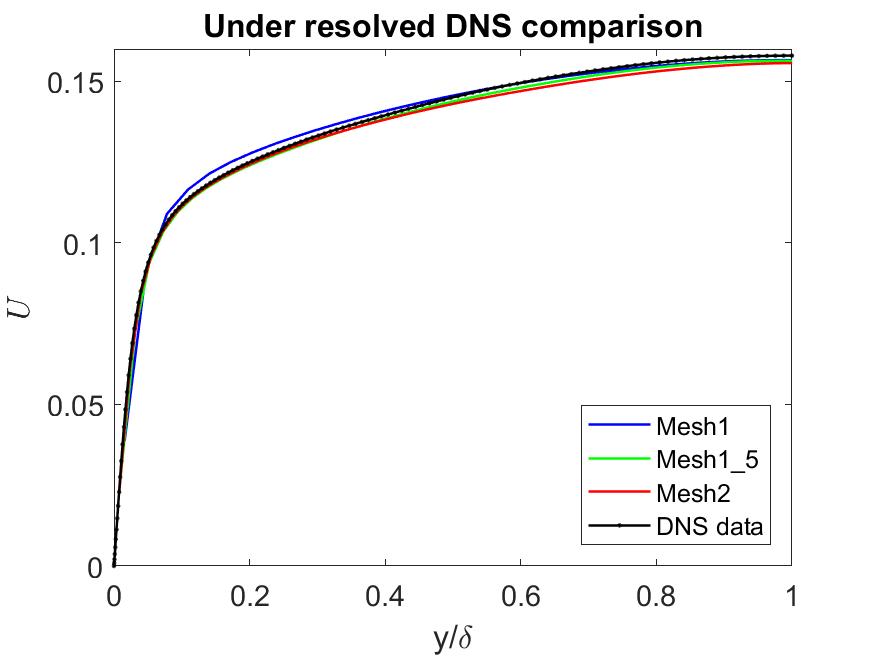 Under resolved DNS comparison
0.15
0.1
0.05
0
U
0 0.2 0.4 0.6 0.8 1
y/δ
Mesh1
Mesh1_5
Mesh2
DNS data